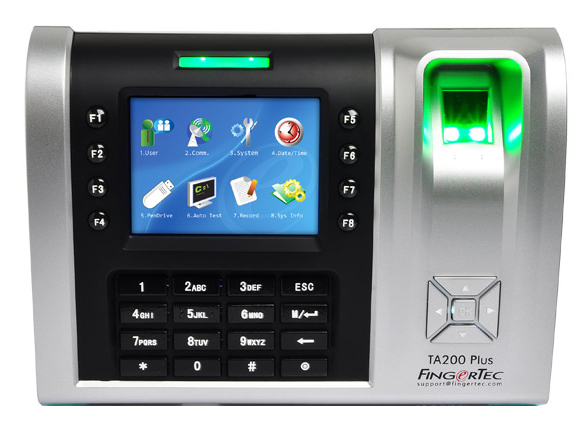 F1
F2
F3
F4
1.User
2.Comm.
3.System
4.Date/Time
5.PenDrive
6.Auto Test
7.Record
8.Sys Info
F5
F6
F7
F8
1 2ABC 3DEF ESC
4GHI 5JKL 6MNO M/↵
7PQRS 8TUV 9WXYZ ←
* 0 # ⊙
TA200 Plus
FINGERTEC
support@fingertec.com